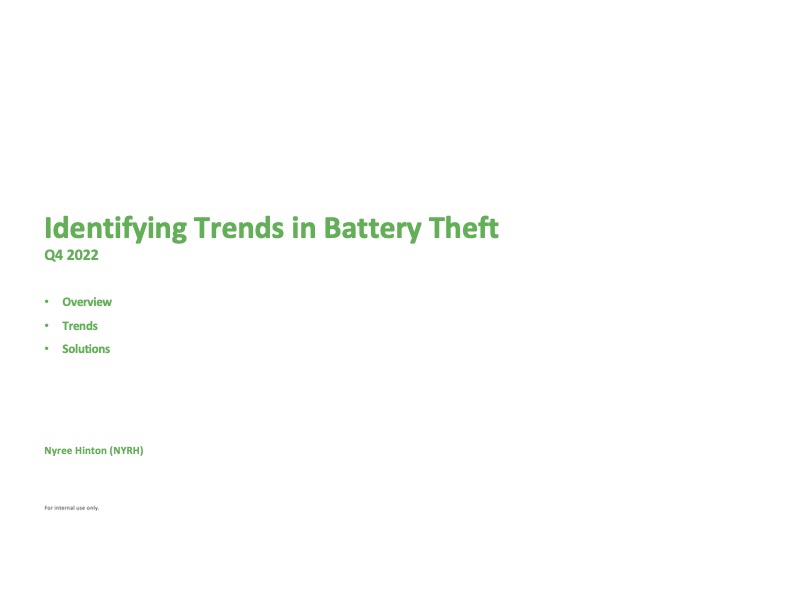 Identifying Trends in Battery Theft
Q4 2022
• Overview
• Trends
• Solutions
Nyree Hinton (NYRH)
For internal use only.